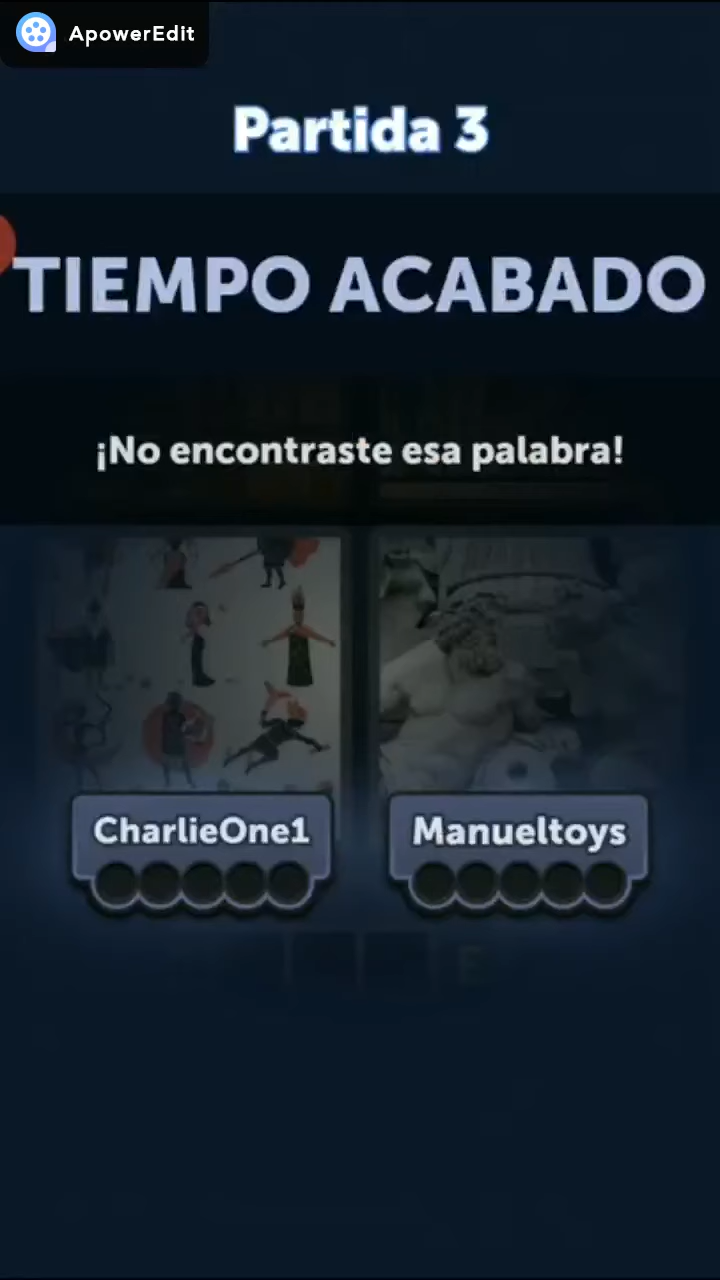 ApowerEdit
Partida 3
TIEMPO ACABADO
¡No encontraste esa palabra!
CharlieOne1
Manueltoys
E